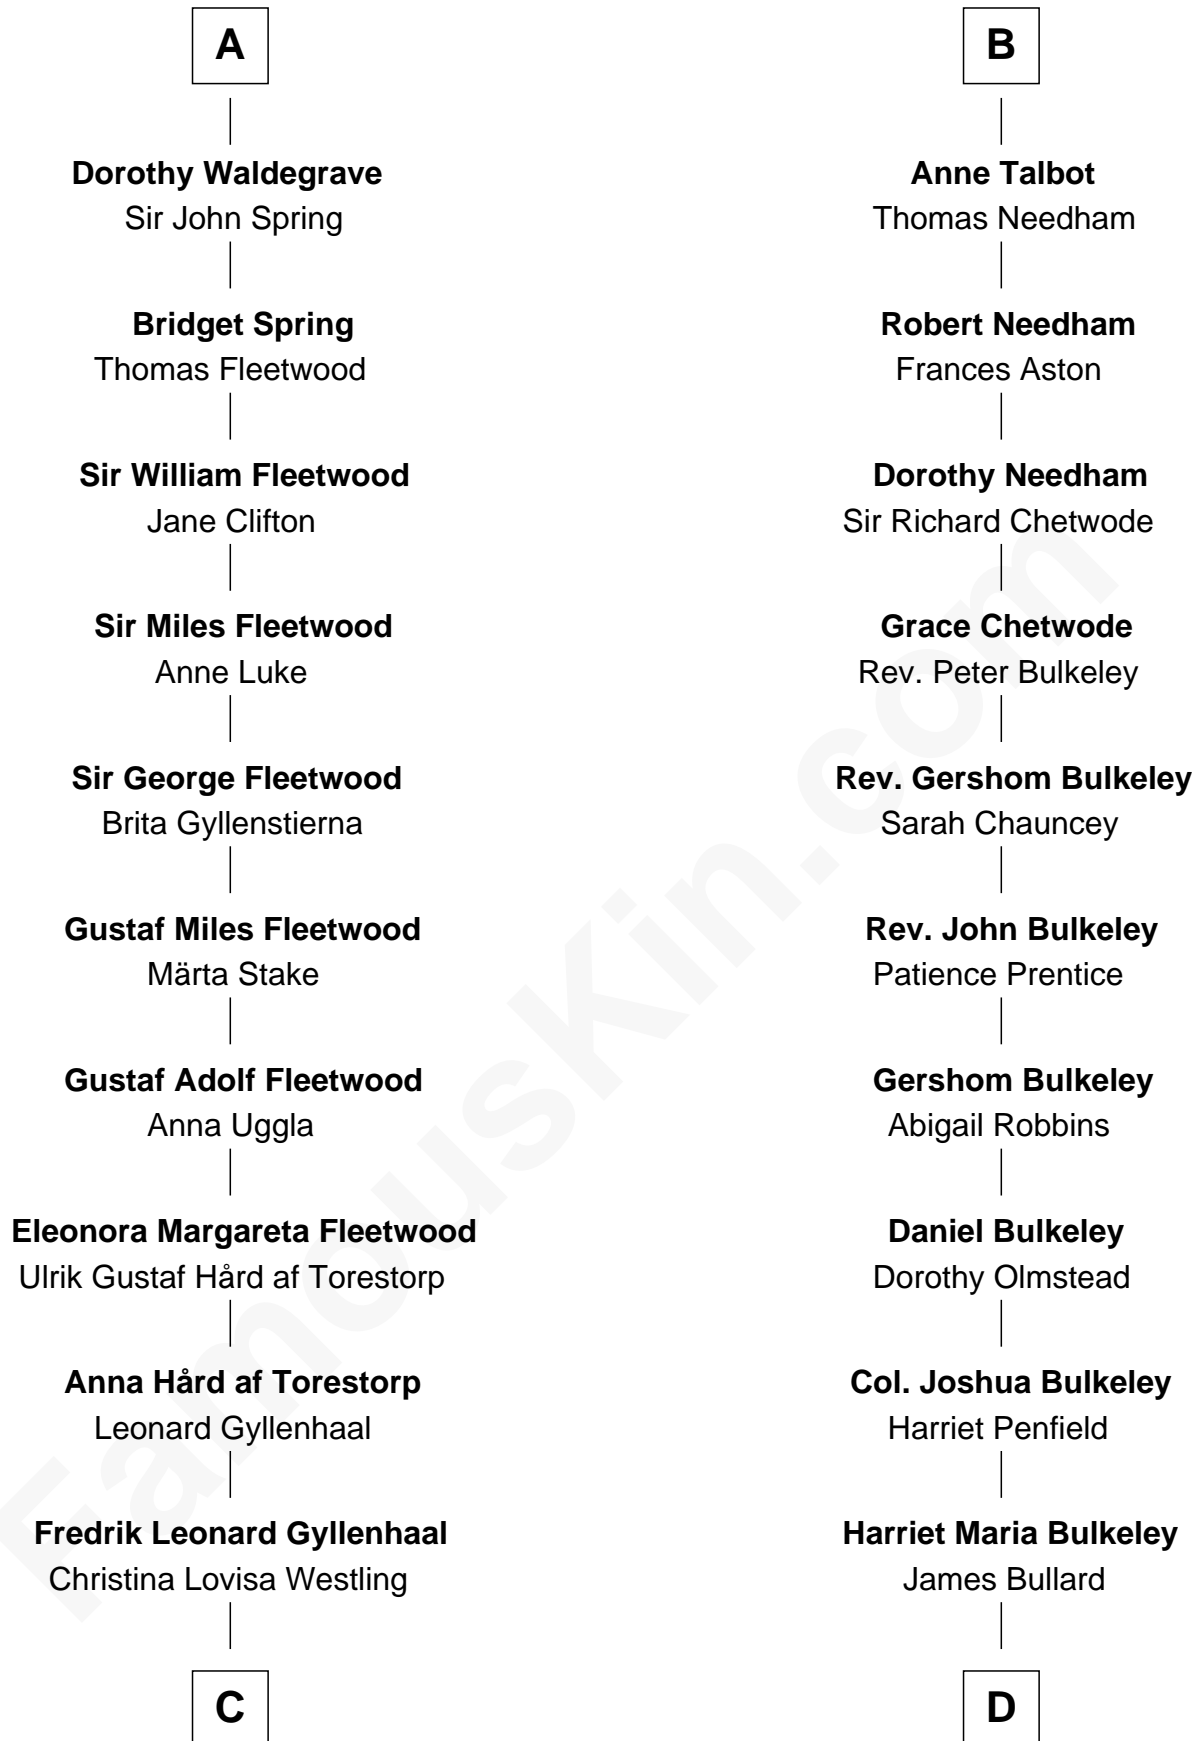 A
Dorothy Waldegrave
Sir John Spring
Bridget Spring
Thomas Fleetwood
Sir William Fleetwood
Jane Clifton
Sir Miles Fleetwood
Anne Luke
Sir George Fleetwood
Brita Gyllenstierna
Gustaf Miles Fleetwood
Märta Stake
Gustaf Adolf Fleetwood
Anna Uggla
Eleonora Margareta Fleetwood
Ulrik Gustaf Hård af Torestorp
Anna Hård af Torestorp
Leonard Gyllenhaal
Fredrik Leonard Gyllenhaal
Christina Lovisa Westling
C
B
Anne Talbot
Thomas Needham
Robert Needham
Frances Aston
Dorothy Needham
Sir Richard Chetwode
Grace Chetwode
Rev. Peter Bulkeley
Rev. Gershom Bulkeley
Sarah Chauncey
Rev. John Bulkeley
Patience Prentice
Gershom Bulkeley
Abigail Robbins
Daniel Bulkeley
Dorothy Olmstead
Col. Joshua Bulkeley
Harriet Penfield
Harriet Maria Bulkeley
James Bullard
D
FamousKin.com